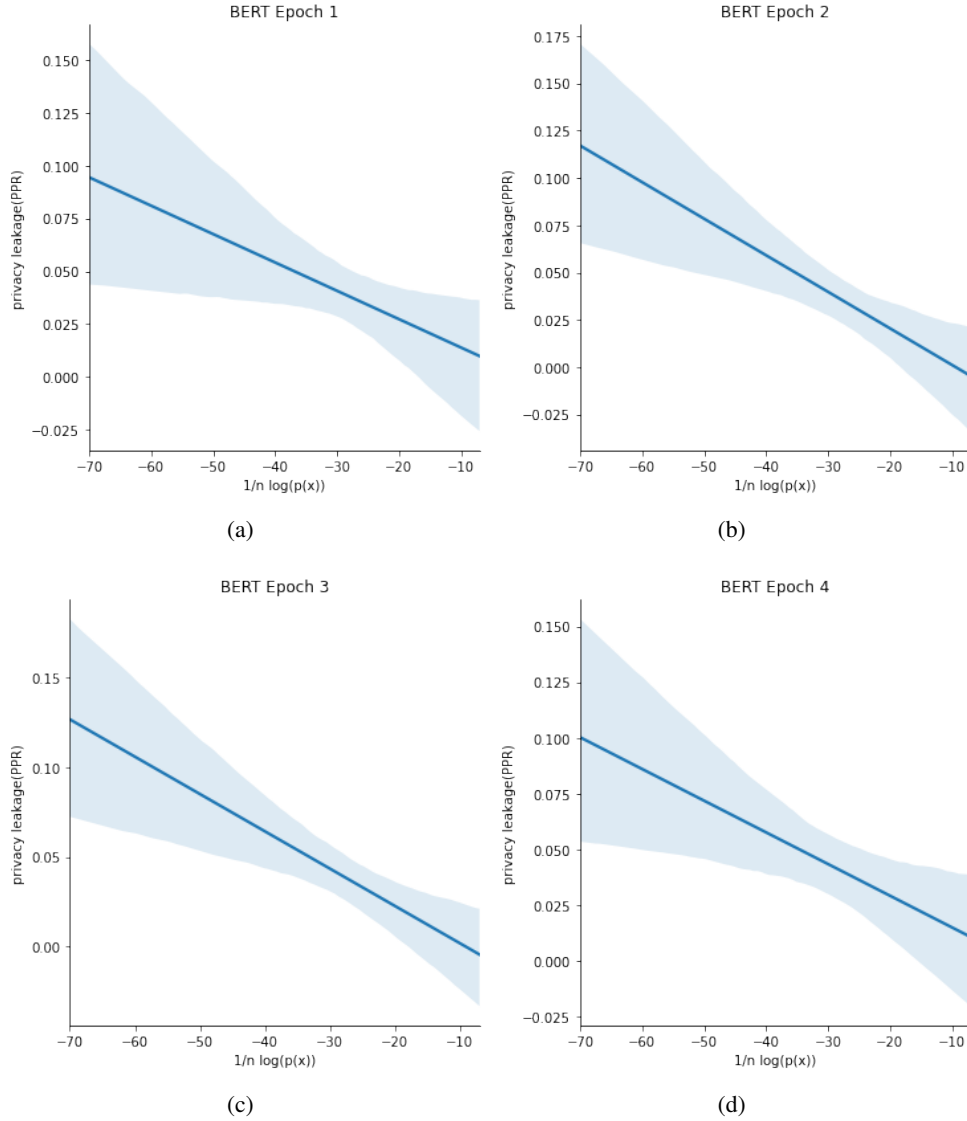 BERT Epoch 1
0.150
0.125
0.100
0.075
0.050
0.025
0.000
−0.025
privacy leakage(PPR)
−70 −60 −50 −40 −30 −20 −10
1/n log(p(x))
(a)
BERT Epoch 2
0.175
0.150
0.125
0.100
0.075
0.050
0.025
0.000
−0.025
privacy leakage(PPR)
−70 −60 −50 −40 −30 −20 −10
1/n log(p(x))
(b)
BERT Epoch 3
0.15
0.10
0.05
0.00
privacy leakage(PPR)
−70 −60 −50 −40 −30 −20 −10
1/n log(p(x))
(c)
BERT Epoch 4
0.150
0.125
0.100
0.075
0.050
0.025
0.000
−0.025
privacy leakage(PPR)
−70 −60 −50 −40 −30 −20 −10
1/n log(p(x))
(d)